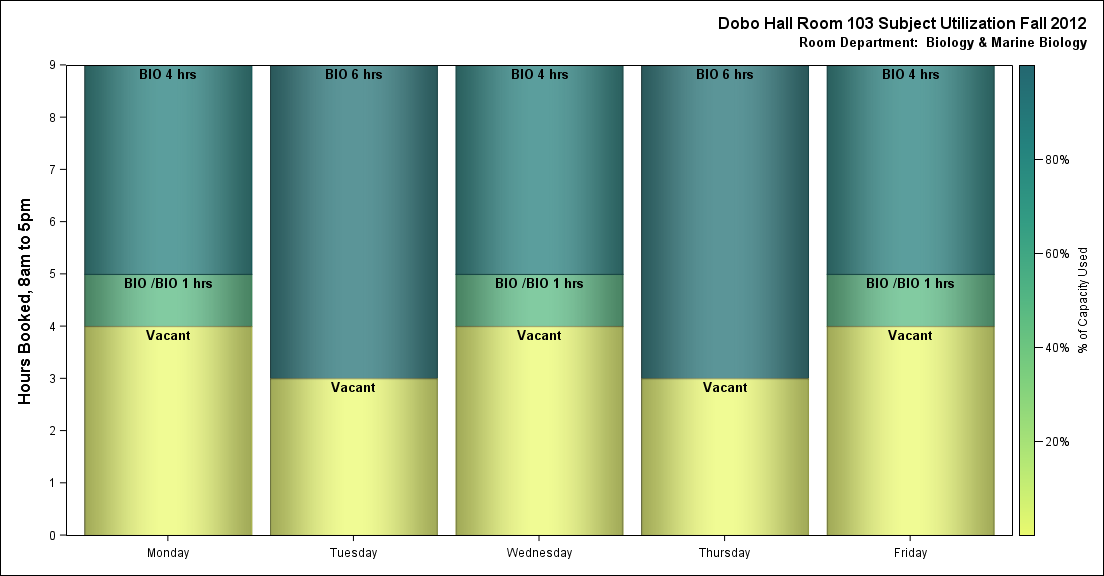 Dobo Hall Room 103 Subject Utilization Fall 2012
Room Department:  Biology & Marine Biology
Hours Booked, 8am to 5pm
9
8
7
6
5
4
3
2
1
0
BIO 4 hrs
BIO /BIO 1 hrs
Vacant
BIO 6 hrs
Vacant
BIO 4 hrs
BIO /BIO 1 hrs
Vacant
BIO 6 hrs
Vacant
BIO 4 hrs
BIO /BIO 1 hrs
Vacant
Monday
Tuesday
Wednesday
Thursday
Friday
80%
60%
40%
20%
% of Capacity Used